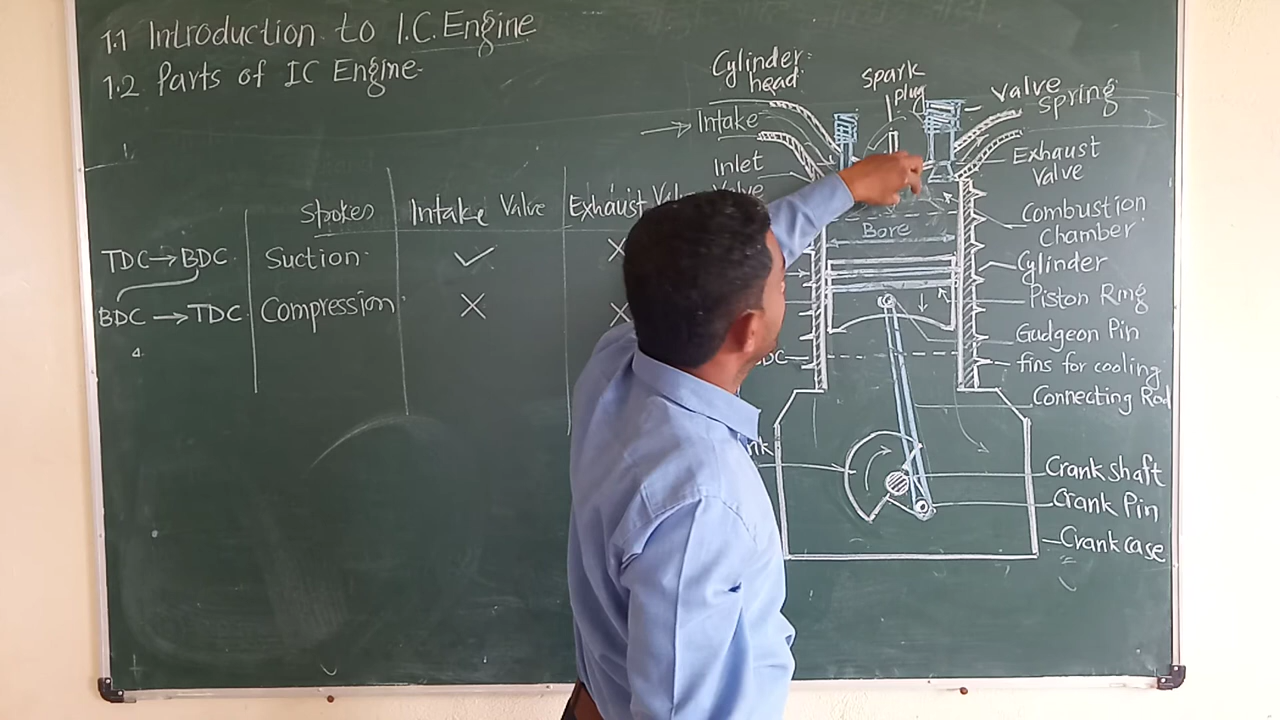 1.1 Introduction to I.C. Engine
1.2 Parts of IC Engine
Strokes Intake Valve Exhaust
TDC→BDC Suction ✓ ×
BDC→TDC Compression × ×
Cylinder head
Spark plug
Valve Spring
Intake
Inlet
Exhaust Valve
Combustion Chamber
Bore
Cylinder
Piston Ring
Gudgeon Pin
fins for cooling
Connecting Rod
Crank shaft
Crank Pin
Crank case